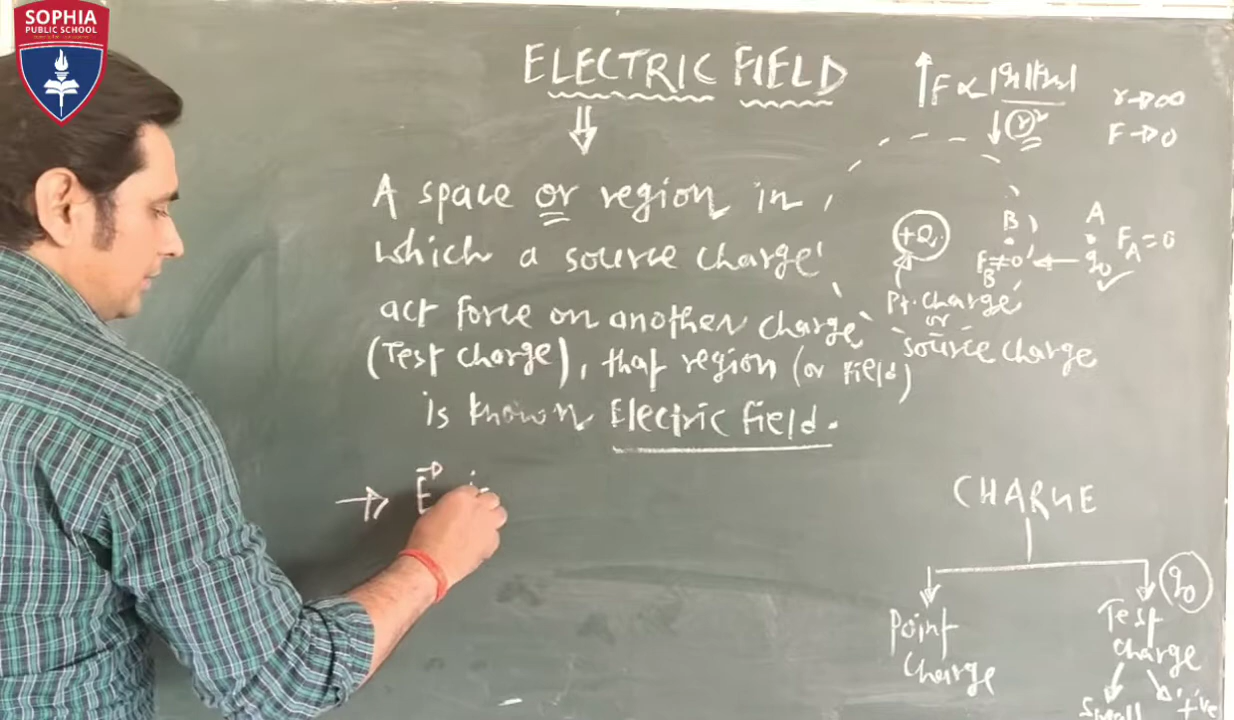 SOPHIA
PUBLIC SCHOOL
ELECTRIC FIELD
A space or region in
which a source charge
act force on another charge
(Test charge), that region (or field)
is known Electric field.
→ E⃗ i
↑F ∝ |q₁||q₂|
↓(r)²
r→∞
F→0
+Q
B
F_B≠0
A
q₀
F_A=0
Pt. charge
or
source charge
CHARGE
Point
charge
Test
charge
q₀
small
+ive